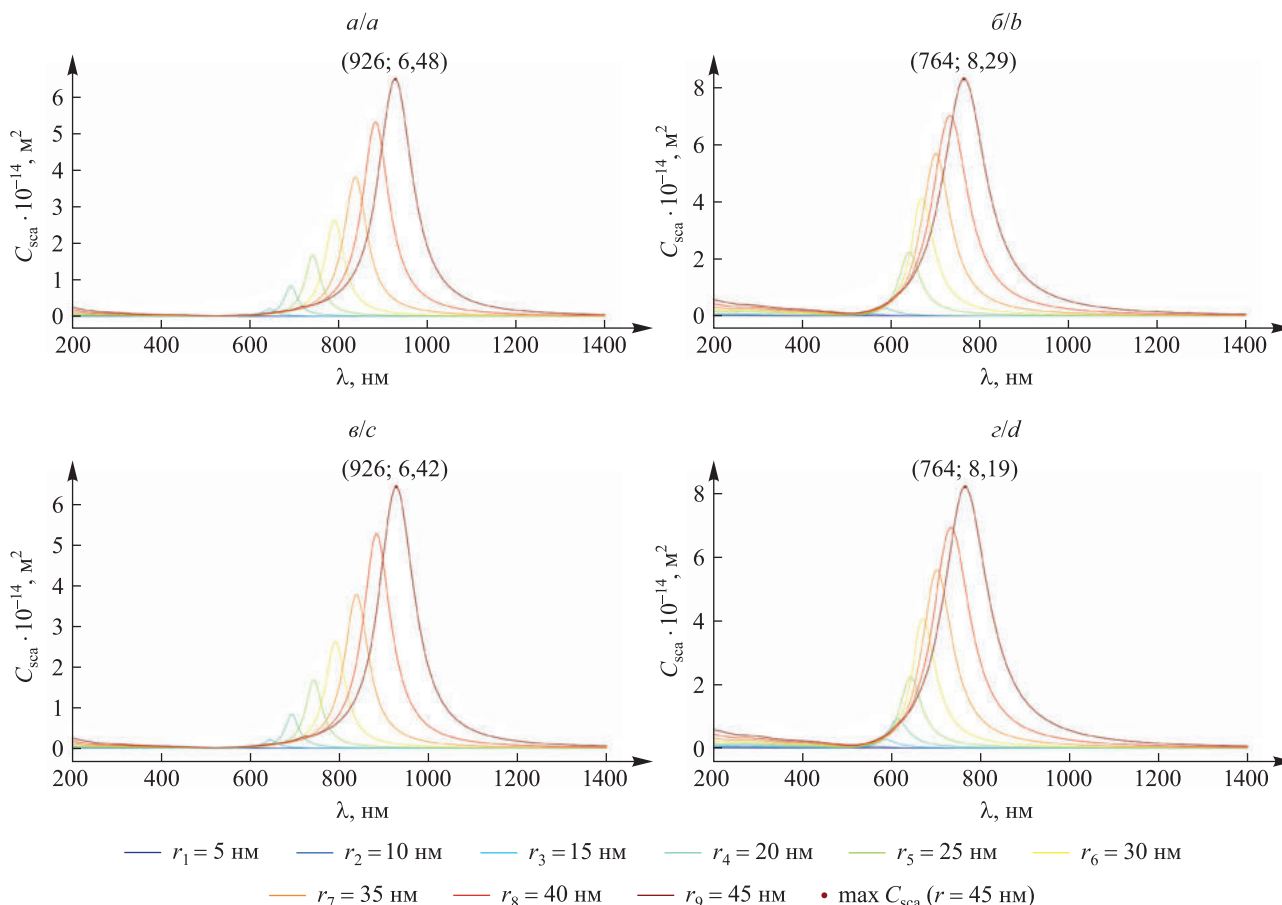 а/a
(926; 6,48)
C_sca · 10⁻¹⁴, м²
6
5
4
3
2
1
0
200 400 600 800 1000 1200 1400
λ, нм
б/b
(764; 8,29)
C_sca · 10⁻¹⁴, м²
8
6
4
2
0
200 400 600 800 1000 1200 1400
λ, нм
в/c
(926; 6,42)
C_sca · 10⁻¹⁴, м²
6
5
4
3
2
1
0
200 400 600 800 1000 1200 1400
λ, нм
г/d
(764; 8,19)
C_sca · 10⁻¹⁴, м²
8
6
4
2
0
200 400 600 800 1000 1200 1400
λ, нм
r₁ = 5 нм r₂ = 10 нм r₃ = 15 нм r₄ = 20 нм r₅ = 25 нм r₆ = 30 нм
r₇ = 35 нм r₈ = 40 нм r₉ = 45 нм • max C_sca (r = 45 нм)